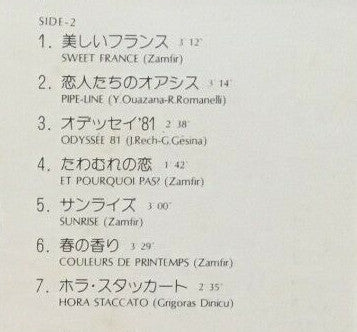 SIDE-2
1. 美しいフランス 3′12″
SWEET FRANCE (Zamfir)
2. 恋人たちのオアシス 3′14″
PIPE-LINE (Y.Ouazana-R.Romanelli)
3. オデッセイ'81 2′38″
ODYSSÉE 81 (J.Rech-G.Gésina)
4. たわむれの恋 1′42″
ET POURQUOI PAS? (Zamfir)
5. サンライズ 3′00″
SUNRISE (Zamfir)
6. 春の香り 3′29″
COULEURS DE PRINTEMPS (Zamfir)
7. ホラ・スタッカート 2′35″
HORA STACCATO (Grigoras Dinicu)